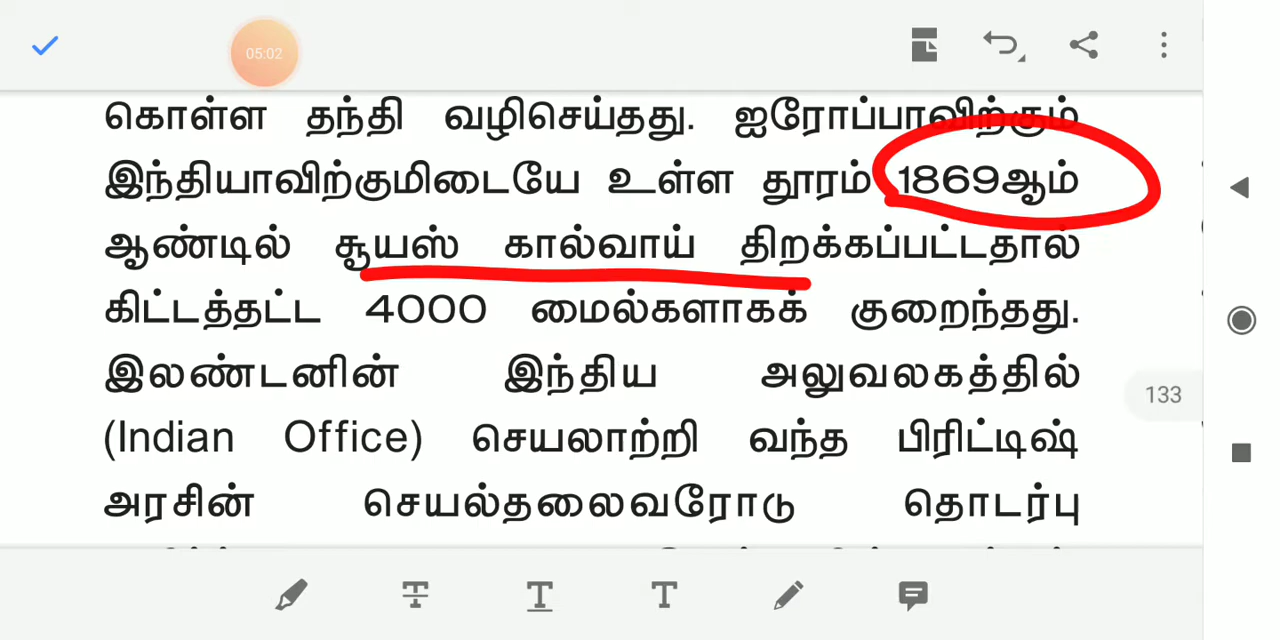 05:02
கொள்ள தந்தி வழிசெய்தது. ஐரோப்பாவிற்கும்
இந்தியாவிற்குமிடையே உள்ள தூரம் 1869ஆம்
ஆண்டில் சூயஸ் கால்வாய் திறக்கப்பட்டதால்
கிட்டத்தட்ட 4000 மைல்களாகக் குறைந்தது.
இலண்டனின் இந்திய அலுவலகத்தில்
133
(Indian Office) செயலாற்றி வந்த பிரிட்டிஷ்
அரசின் செயல்தலைவரோடு தொடர்பு